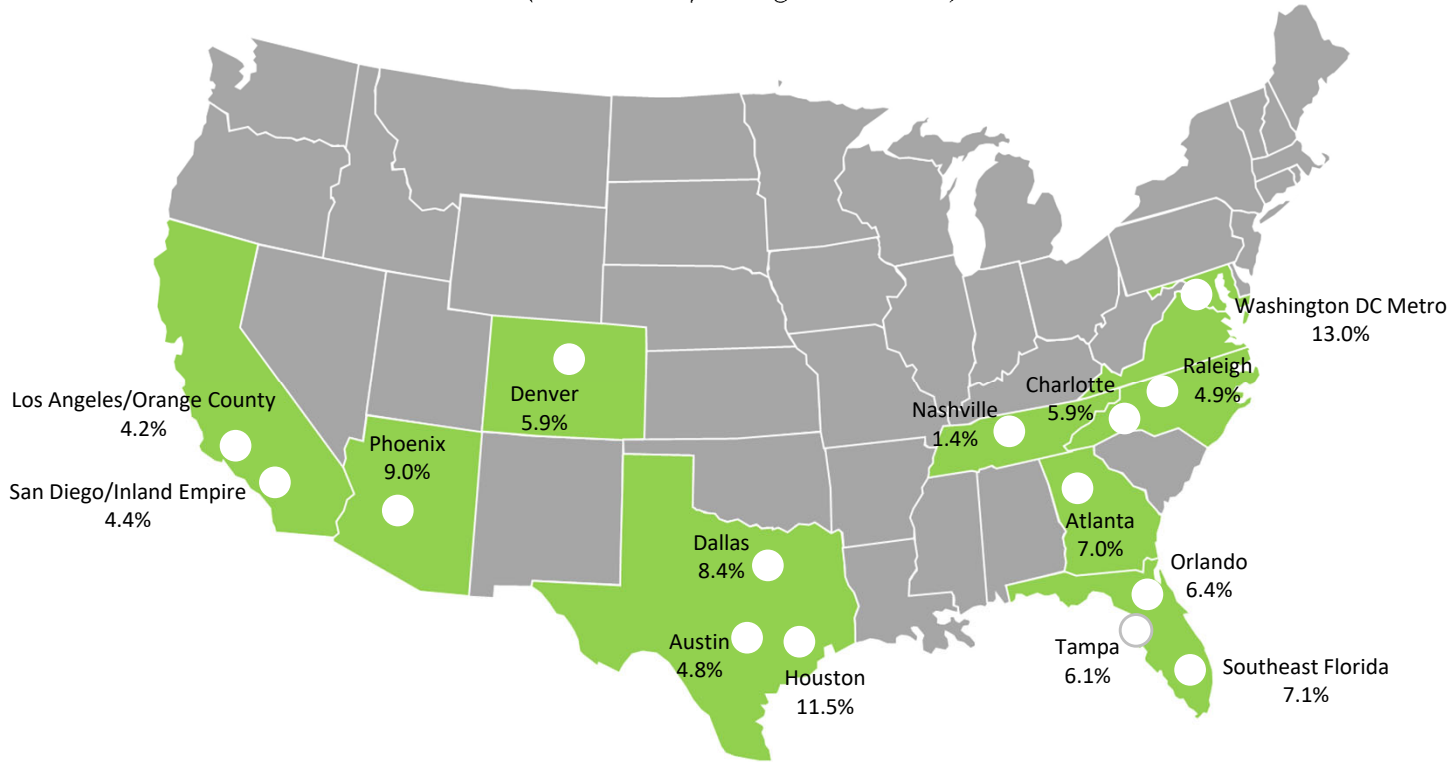 Washington DC Metro
13.0%
Raleigh
4.9%
Charlotte
5.9%
Nashville
1.4%
Denver
5.9%
Los Angeles/Orange County
4.2%
Phoenix
9.0%
San Diego/Inland Empire
4.4%
Atlanta
7.0%
Dallas
8.4%
Orlando
6.4%
Austin
4.8%
Houston
11.5%
Tampa
6.1%
Southeast Florida
7.1%